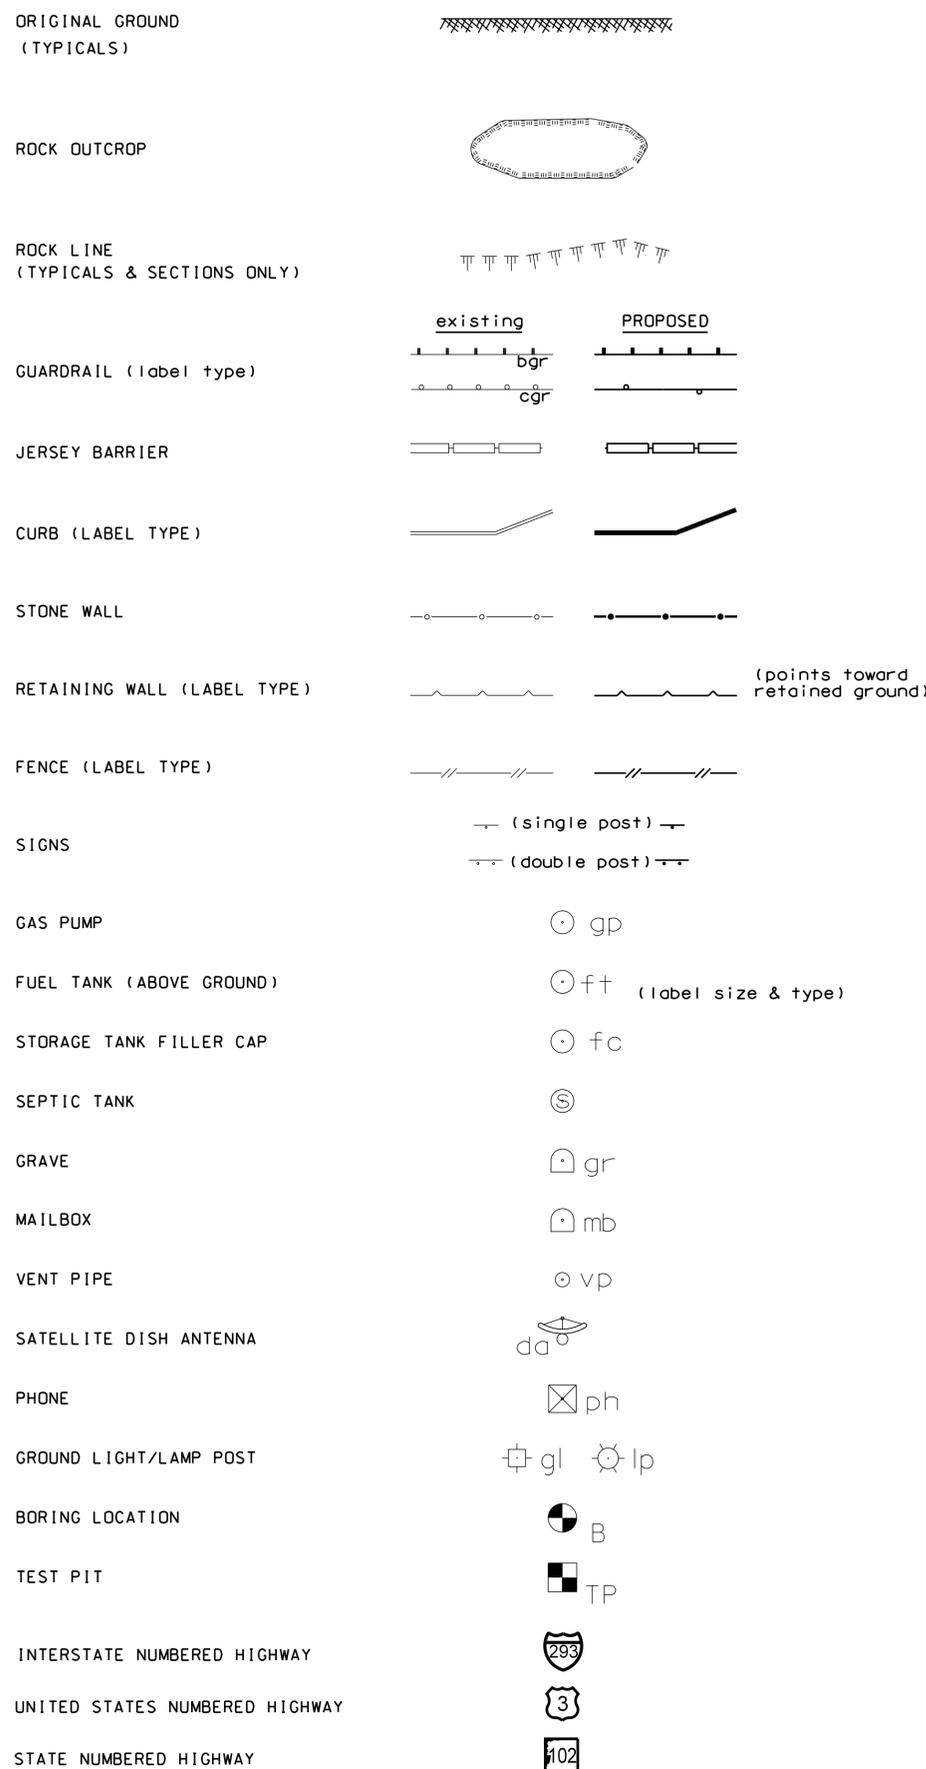 ORIGINAL GROUND
(TYPICALS)
ROCK OUTCROP
ROCK LINE
(TYPICALS & SECTIONS ONLY)
existing PROPOSED
GUARDRAIL (label type) bgr
cgr
JERSEY BARRIER
CURB (LABEL TYPE)
STONE WALL
RETAINING WALL (LABEL TYPE) (points toward
retained ground)
FENCE (LABEL TYPE)
(single post)
SIGNS
(double post)
GAS PUMP gp
FUEL TANK (ABOVE GROUND) ft (label size & type)
STORAGE TANK FILLER CAP fc
SEPTIC TANK S
GRAVE gr
MAILBOX mb
VENT PIPE vp
SATELLITE DISH ANTENNA da
PHONE ph
GROUND LIGHT/LAMP POST gl lp
BORING LOCATION B
TEST PIT TP
INTERSTATE NUMBERED HIGHWAY 293
UNITED STATES NUMBERED HIGHWAY 3
STATE NUMBERED HIGHWAY 102